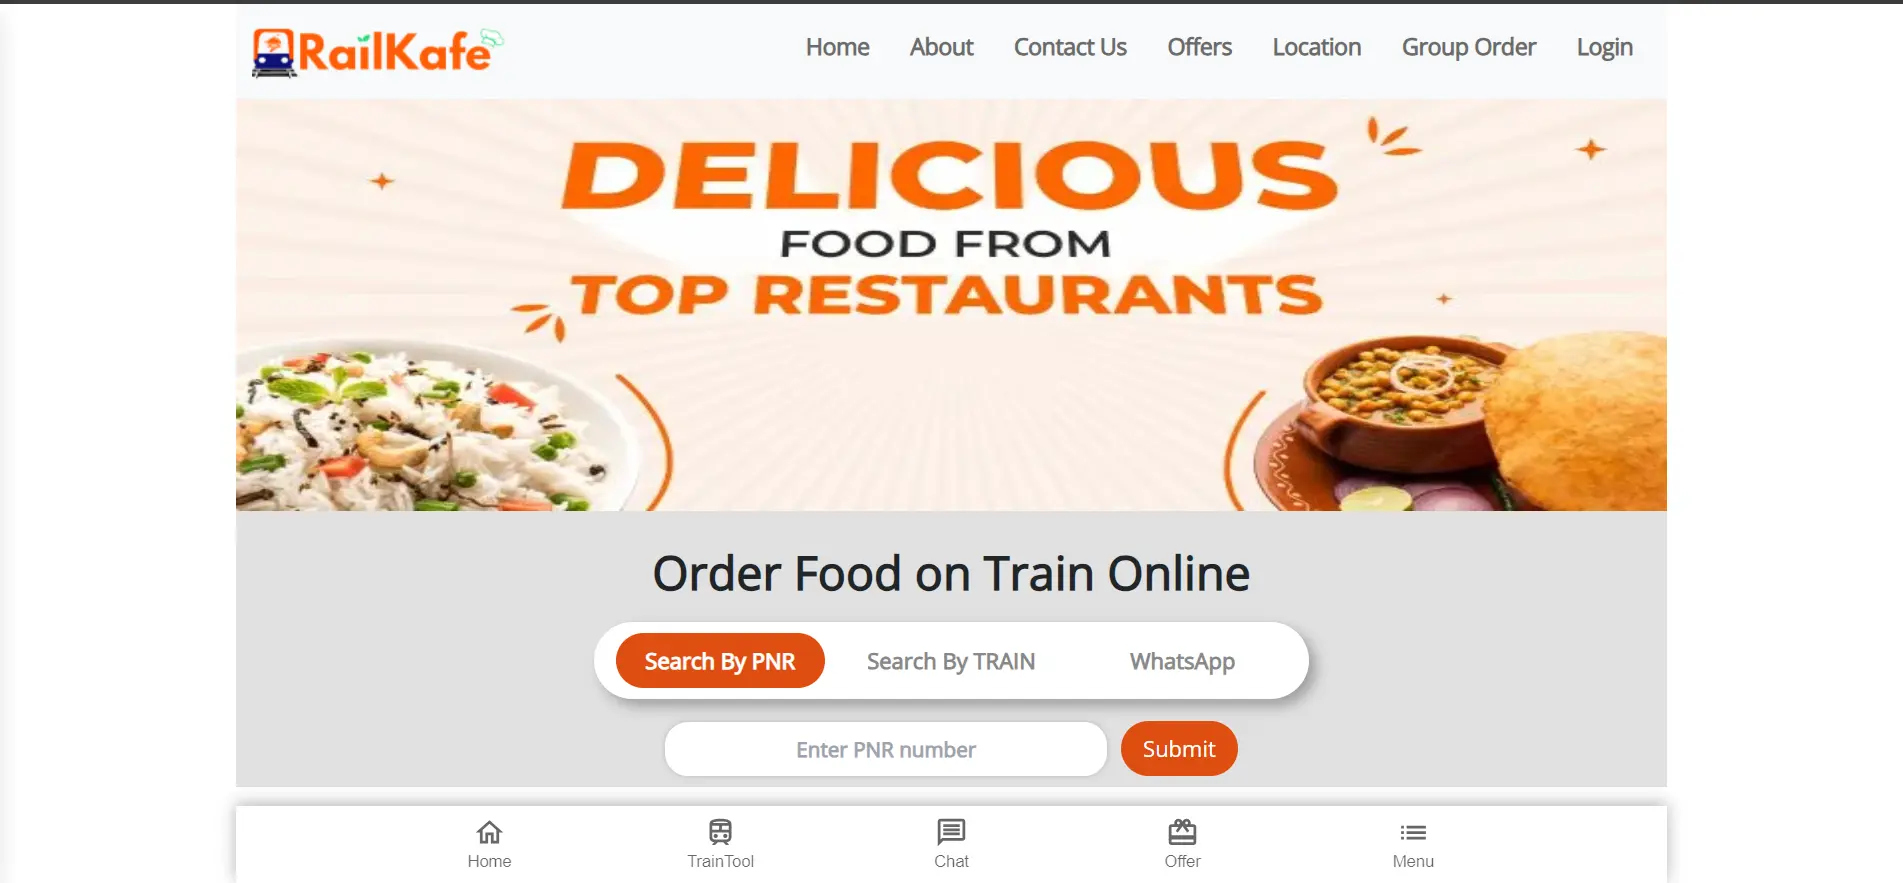 RailKafe
Home About Contact Us Offers Location Group Order Login
DELICIOUS
FOOD FROM
TOP RESTAURANTS
Order Food on Train Online
Search By PNR Search By TRAIN WhatsApp
Enter PNR number Submit
Home TrainTool Chat Offer Menu